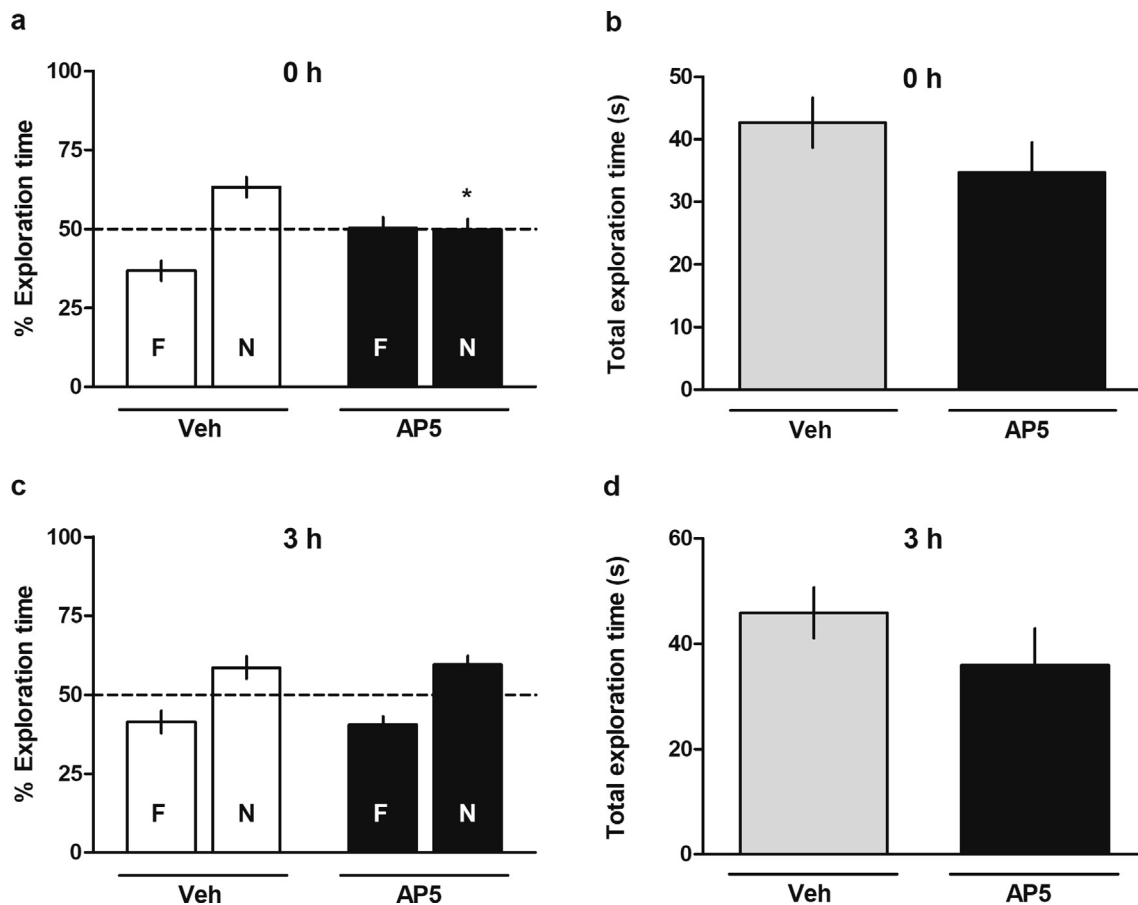 a
0 h
% Exploration time
100
75
50
25
0
F
N
F
N
*
Veh
AP5
b
0 h
Total exploration time (s)
50
40
30
20
10
0
Veh
AP5
c
3 h
% Exploration time
100
75
50
25
0
F
N
F
N
Veh
AP5
d
3 h
Total exploration time (s)
60
40
20
0
Veh
AP5